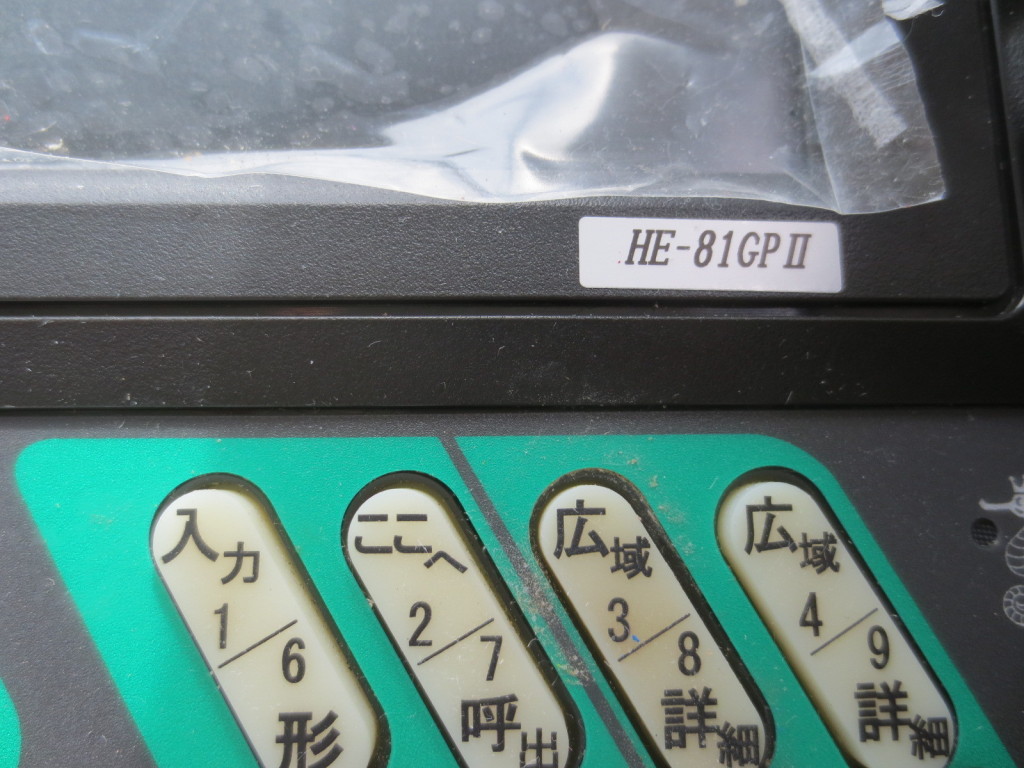 HE-81GPⅡ
入力
1/6
形
ここへ
2/7
呼出
広域
3/8
詳細
広域
4/9
詳細